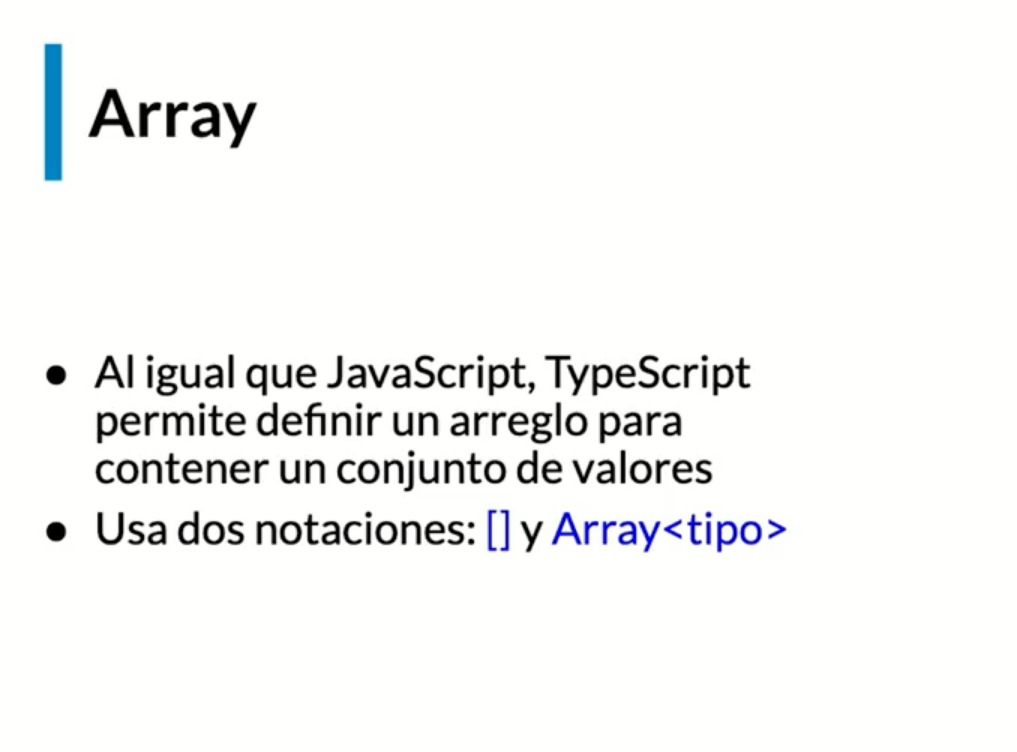 Array
● Al igual que JavaScript, TypeScript
permite definir un arreglo para
contener un conjunto de valores
● Usa dos notaciones: [] y Array<tipo>